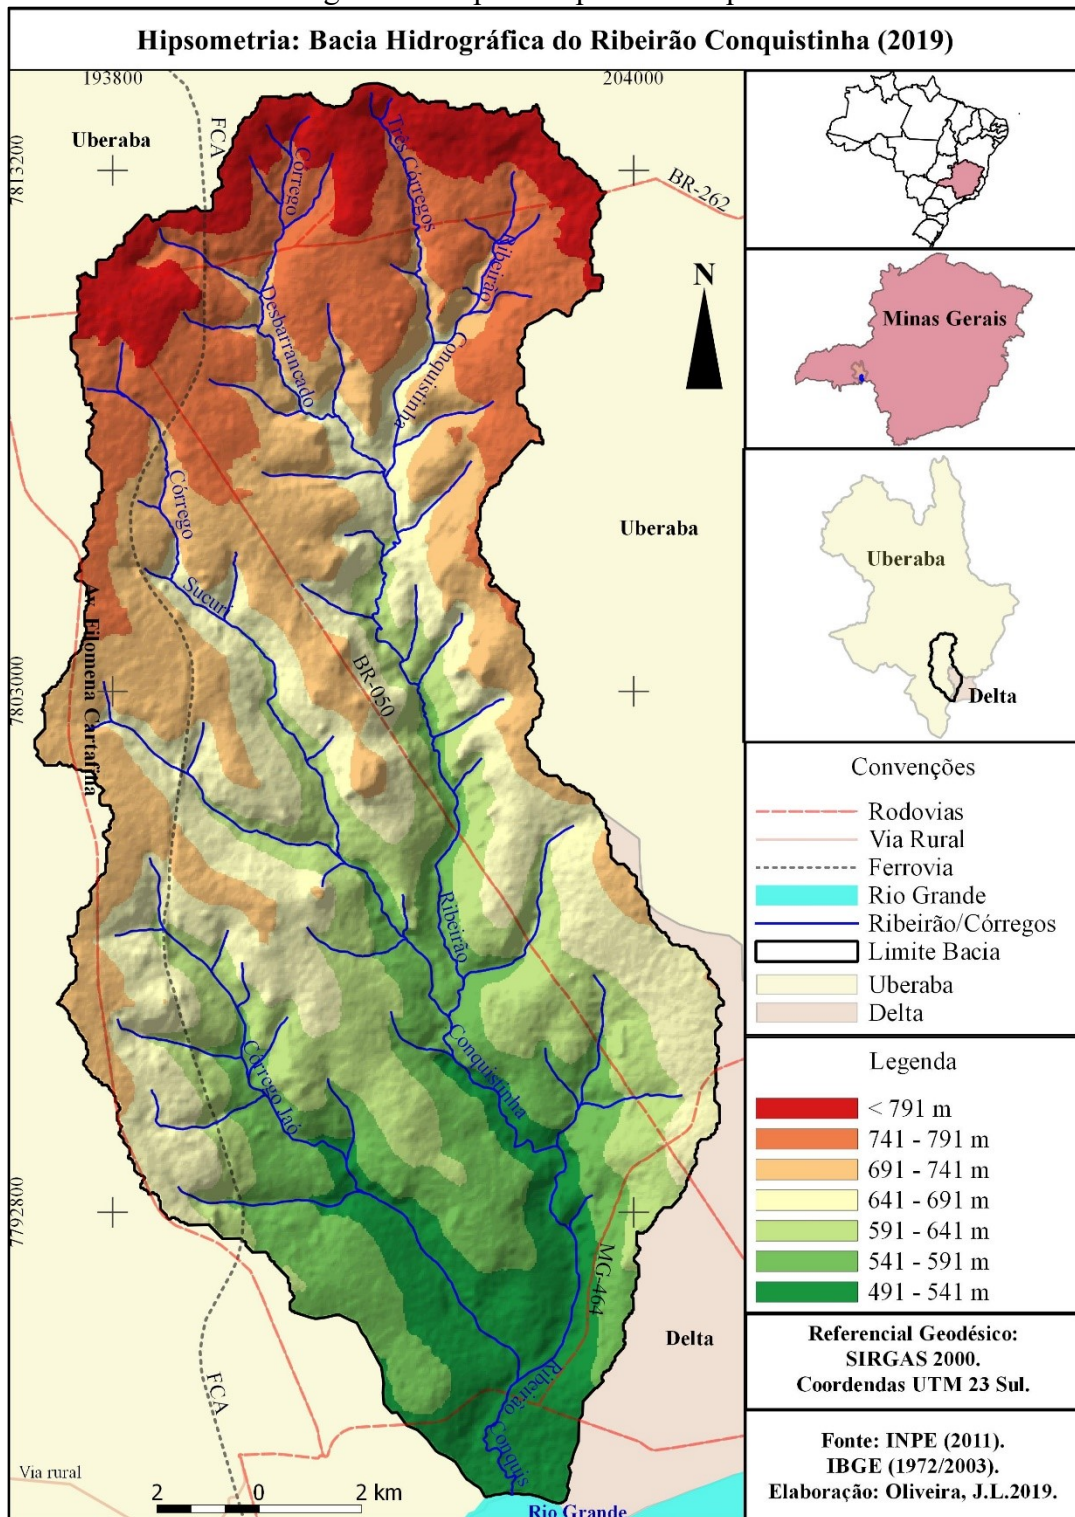 Hipsometria: Bacia Hidrográfica do Ribeirão Conquistinha (2019)
193800
204000
7813200
7803000
7792800
Uberaba
FCA
Córrego
Três Córregos
BR-262
Ribeirão
Desbarrancado
Conquistinha
N
Córrego
Uberaba
Sucuri
Av. Filomena Cartafina
BR-050
Ribeirão
Conquistinha
Córrego Jaó
MG-464
Delta
FCA
Ribeirão Conquis
Via rural
2 0 2 km
Rio Grande
Minas Gerais
Uberaba
Delta
Convenções
Rodovias
Via Rural
Ferrovia
Rio Grande
Ribeirão/Córregos
Limite Bacia
Uberaba
Delta
Legenda
< 791 m
741 - 791 m
691 - 741 m
641 - 691 m
591 - 641 m
541 - 591 m
491 - 541 m
Referencial Geodésico:
SIRGAS 2000.
Coordendas UTM 23 Sul.
Fonte: INPE (2011).
IBGE (1972/2003).
Elaboração: Oliveira, J.L.2019.